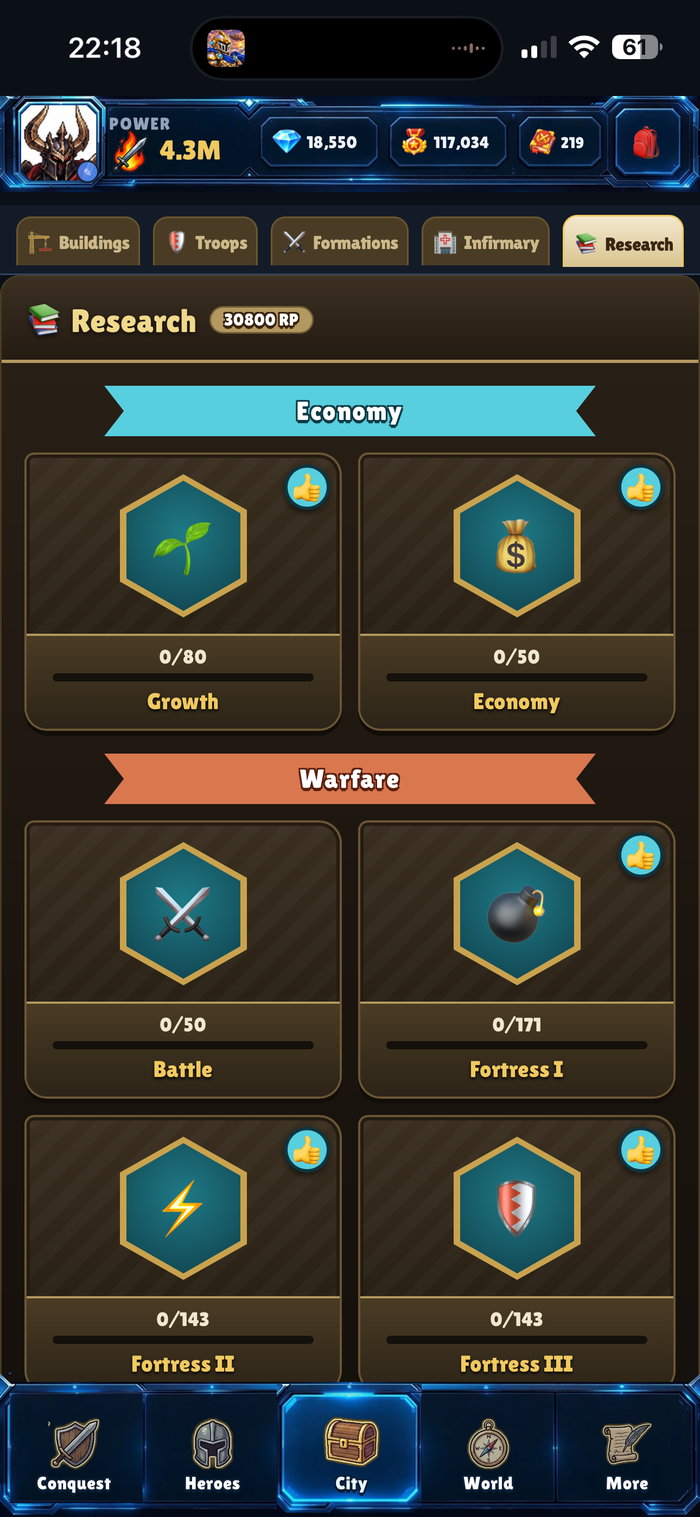 22:18
61
POWER
4.3M
18,550
117,034
219
Buildings
Troops
Formations
Infirmary
Research
Research
30800 RP
Economy
0/80
Growth
$
0/50
Economy
Warfare
0/50
Battle
0/171
Fortress I
0/143
Fortress II
0/143
Fortress III
Conquest
Heroes
City
World
More